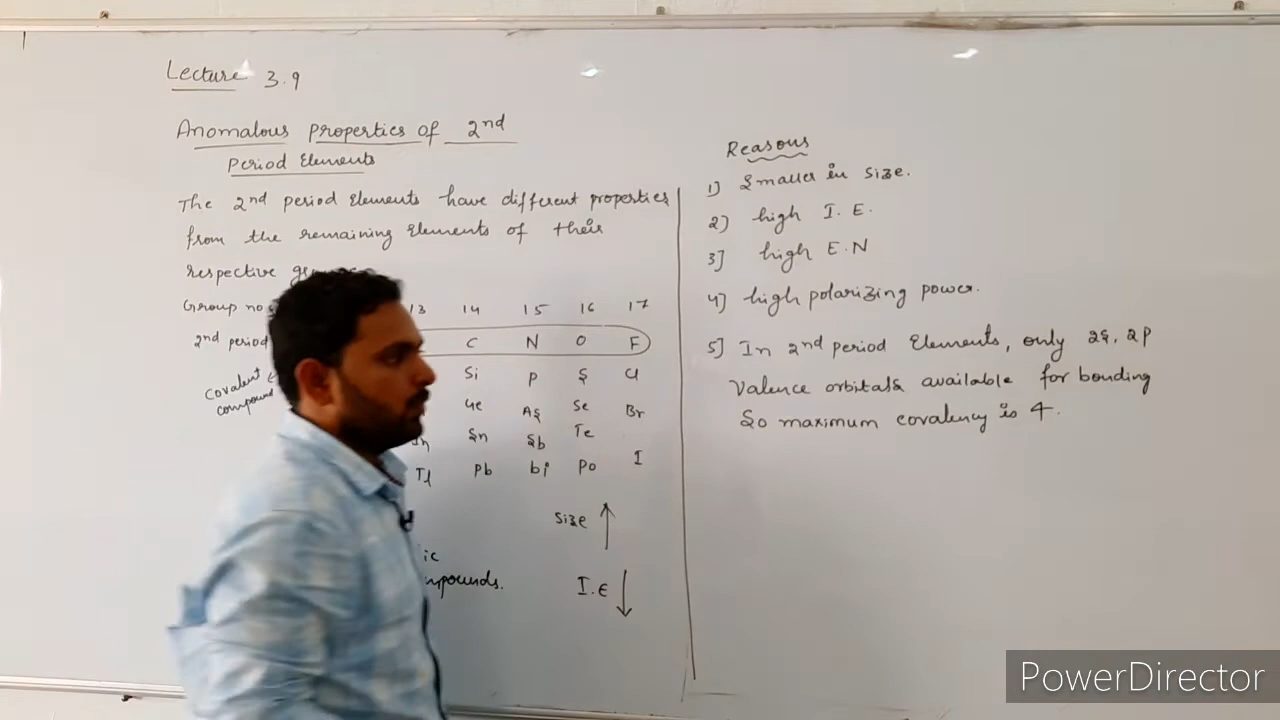 Lecture 3.9
Anomalous Properties of 2nd
Period Elements
The 2nd period Elements have different properties
from the remaining Elements of their
respective
Group no
13 14 15 16 17
2nd period C N O F
covalent
compound
Si P S Cl
Ge As Se Br
In Sn Sb Te
Tl Pb bi Po I
size ↑
compounds.
I.E ↓
Reasons
1] Smaller in size.
2] high I.E.
3] high E.N
4] high polarizing power.
5] In 2nd period Elements, only 2s, 2p
Valence orbitals available for bonding
So maximum covalency is 4.
PowerDirector